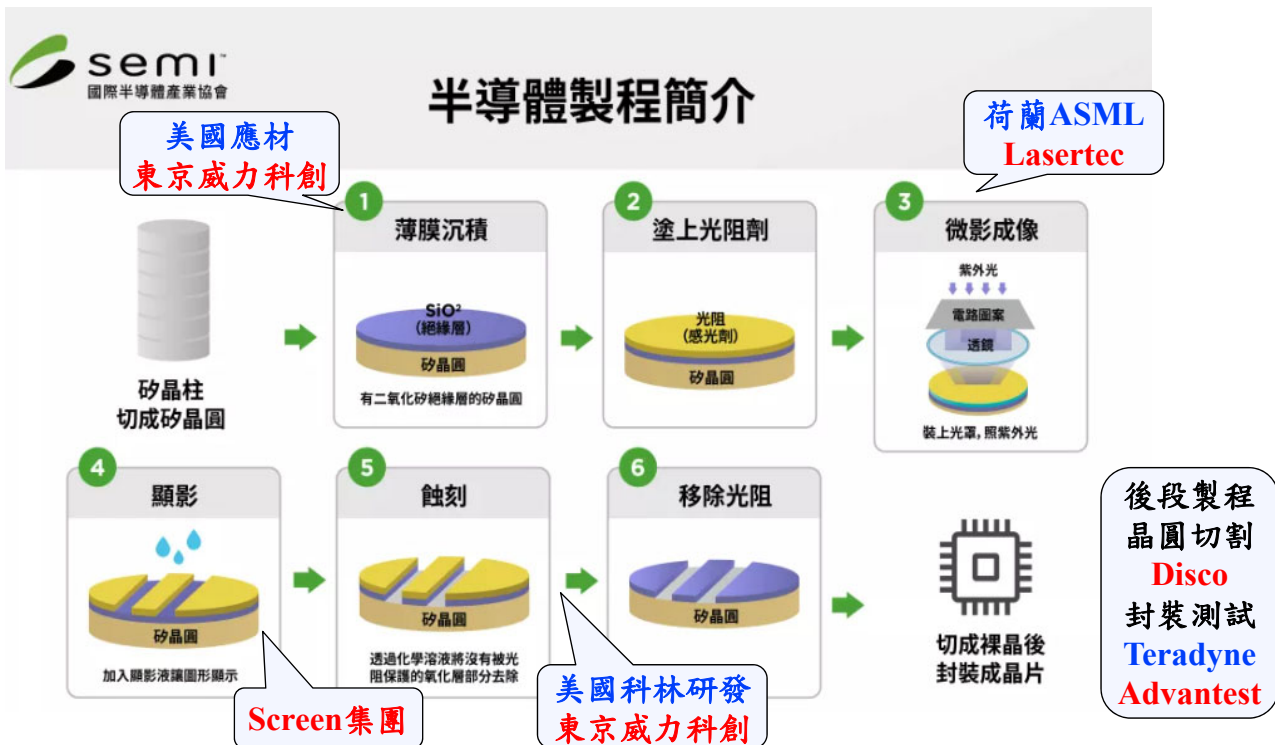 semi™
國際半導體產業協會
半導體製程簡介
美國應材
東京威力科創
荷蘭ASML
Lasertec
矽晶柱
切成矽晶圓
1
薄膜沉積
SiO²
(絕緣層)
矽晶圓
有二氧化矽絕緣層的矽晶圓
2
塗上光阻劑
光阻
(感光劑)
矽晶圓
3
微影成像
紫外光
電路圖案
透鏡
裝上光罩, 照紫外光
4
顯影
矽晶圓
加入顯影液讓圖形顯示
Screen集團
5
蝕刻
矽晶圓
透過化學溶液將沒有被光
阻保護的氧化層部分去除
美國科林研發
東京威力科創
6
移除光阻
矽晶圓
切成裸晶後
封裝成晶片
後段製程
晶圓切割
Disco
封裝測試
Teradyne
Advantest